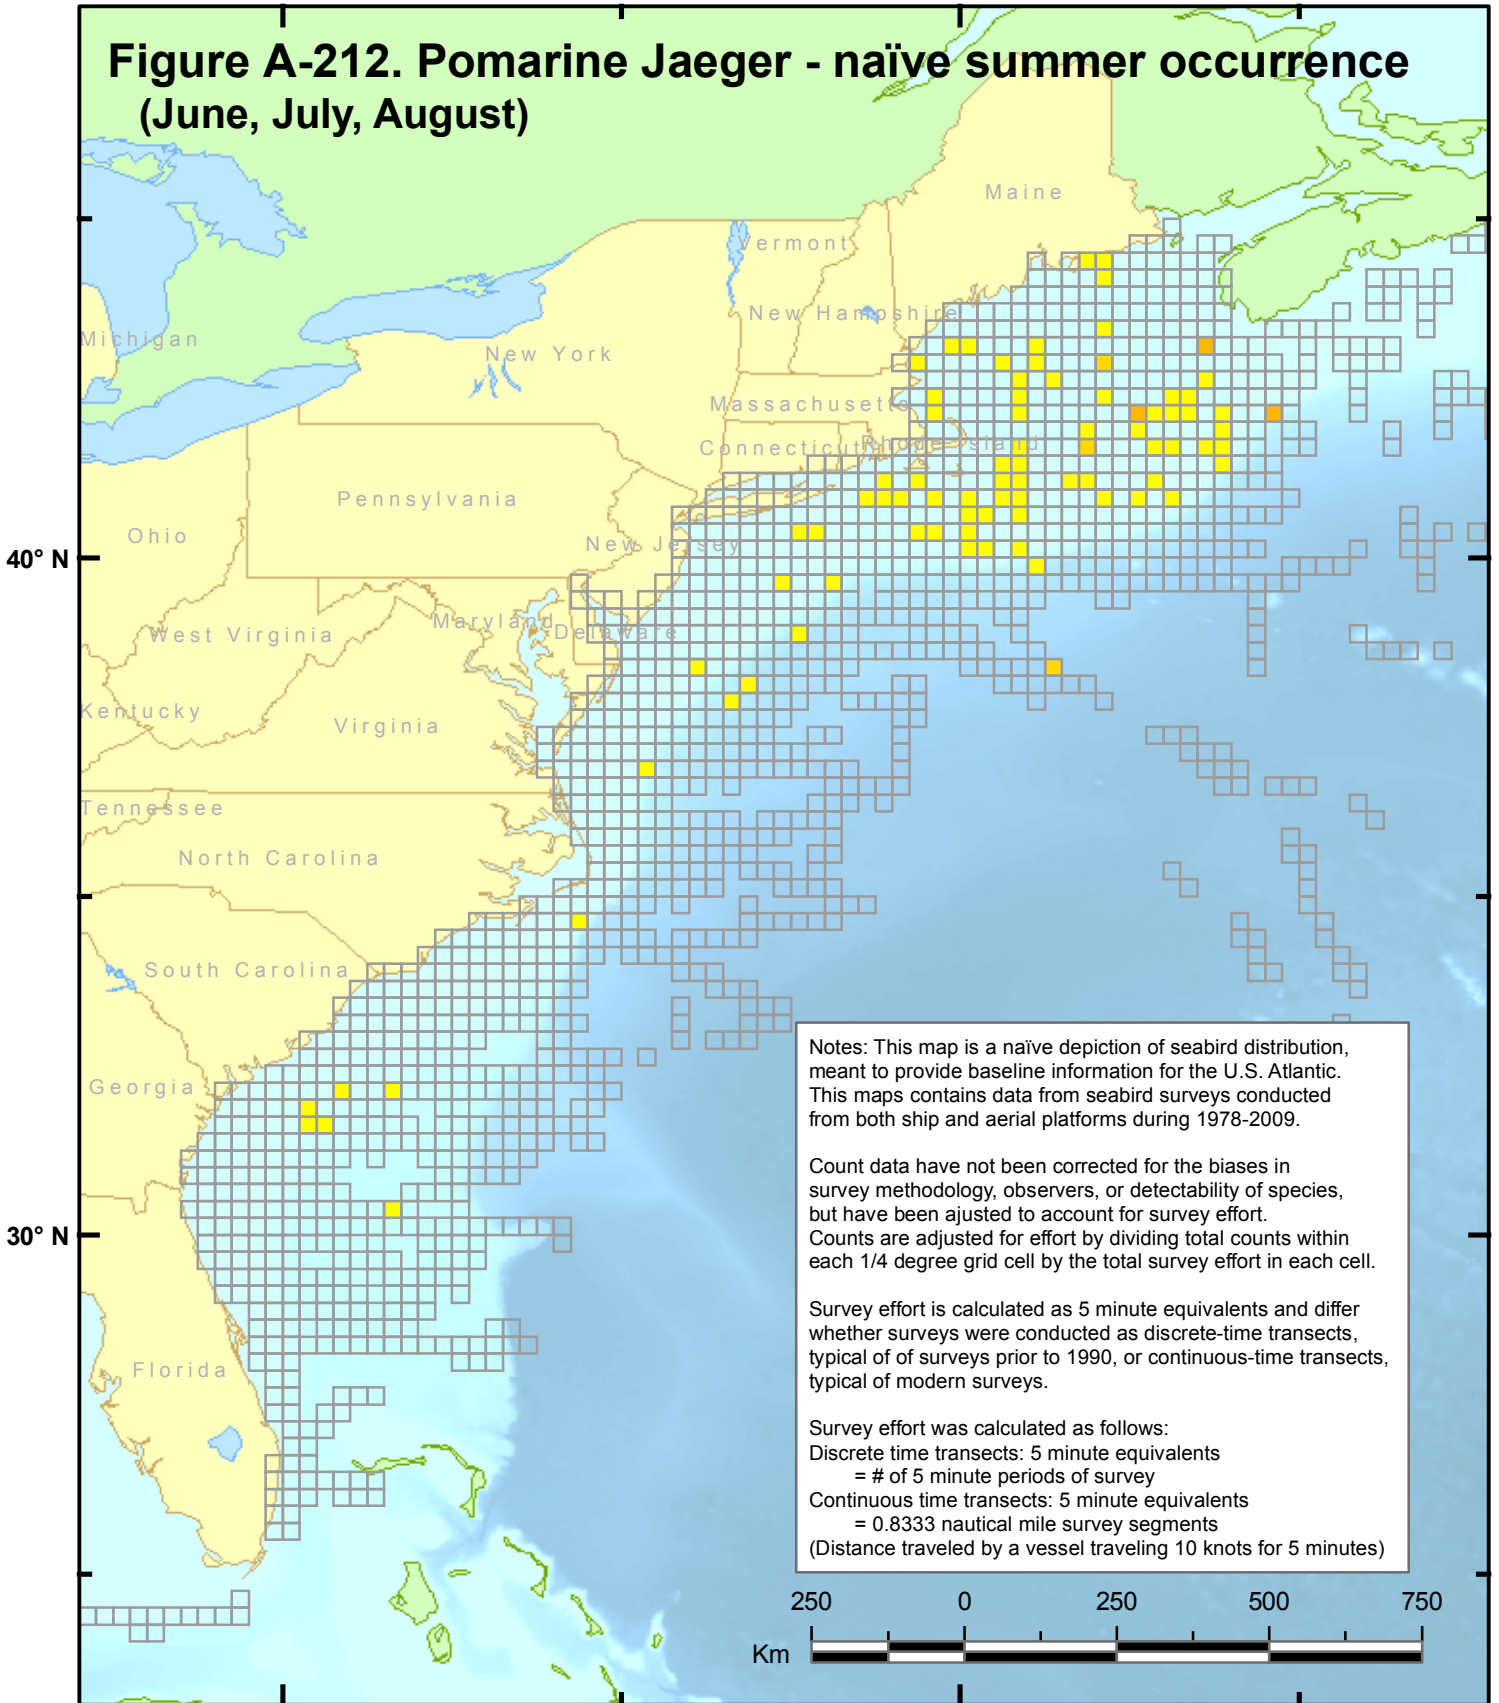 Figure A-212. Pomarine Jaeger - naïve summer occurrence
(June, July, August)
Maine
Vermont
New Hampshire
Michigan
New York
Massachusetts
Connecticut Rhode Island
Pennsylvania
Ohio
New Jersey
40° N
Maryland Delaware
West Virginia
Kentucky
Virginia
Tennessee
North Carolina
South Carolina
Georgia
30° N
Florida
Notes: This map is a naïve depiction of seabird distribution,
meant to provide baseline information for the U.S. Atlantic.
This maps contains data from seabird surveys conducted
from both ship and aerial platforms during 1978-2009.
Count data have not been corrected for the biases in
survey methodology, observers, or detectability of species,
but have been ajusted to account for survey effort.
Counts are adjusted for effort by dividing total counts within
each 1/4 degree grid cell by the total survey effort in each cell.
Survey effort is calculated as 5 minute equivalents and differ
whether surveys were conducted as discrete-time transects,
typical of of surveys prior to 1990, or continuous-time transects,
typical of modern surveys.
Survey effort was calculated as follows:
Discrete time transects: 5 minute equivalents
= # of 5 minute periods of survey
Continuous time transects: 5 minute equivalents
= 0.8333 nautical mile survey segments
(Distance traveled by a vessel traveling 10 knots for 5 minutes)
250 0 250 500 750
Km